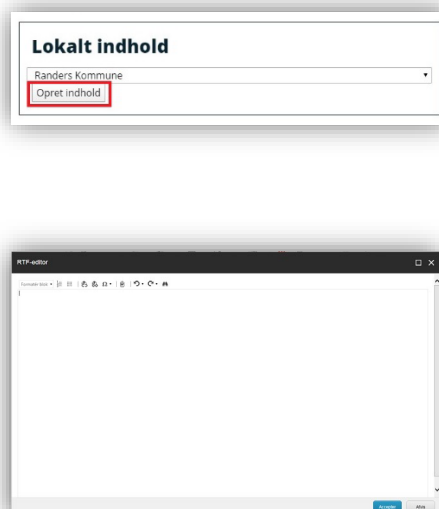 Lokalt indhold
Randers Kommune
Opret indhold
RTF-editor
Accepter Afvis